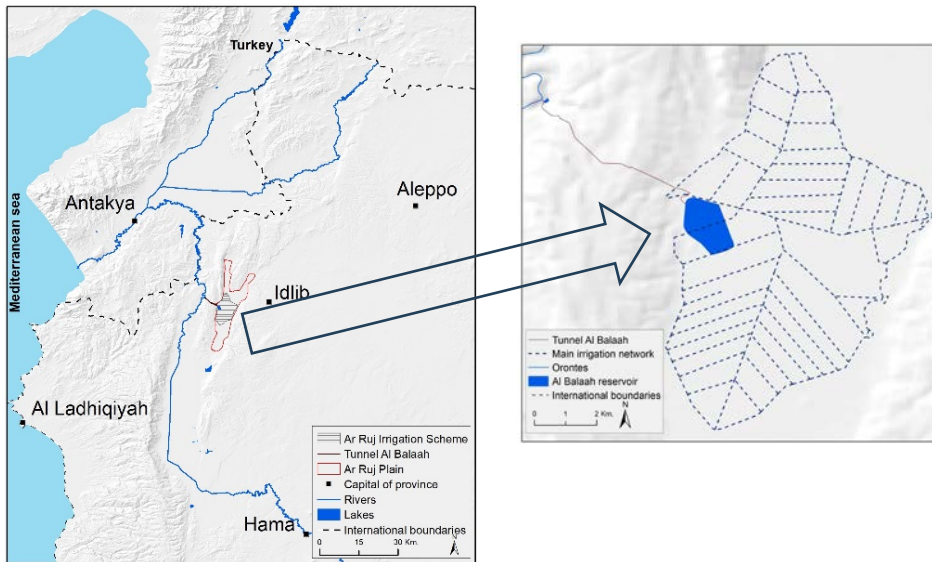 Turkey
Mediterranean sea
Antakya
Aleppo
Idlib
Al Ladhiqiyah
Hama
Ar Ruj Irrigation Scheme
Tunnel Al Balaah
Ar Ruj Plain
Capital of province
Rivers
Lakes
International boundaries
0 15 30 Km.
N
Tunnel Al Balaah
Main irrigation network
Orontes
Al Balaah reservoir
International boundaries
N
0 1 2 Km.